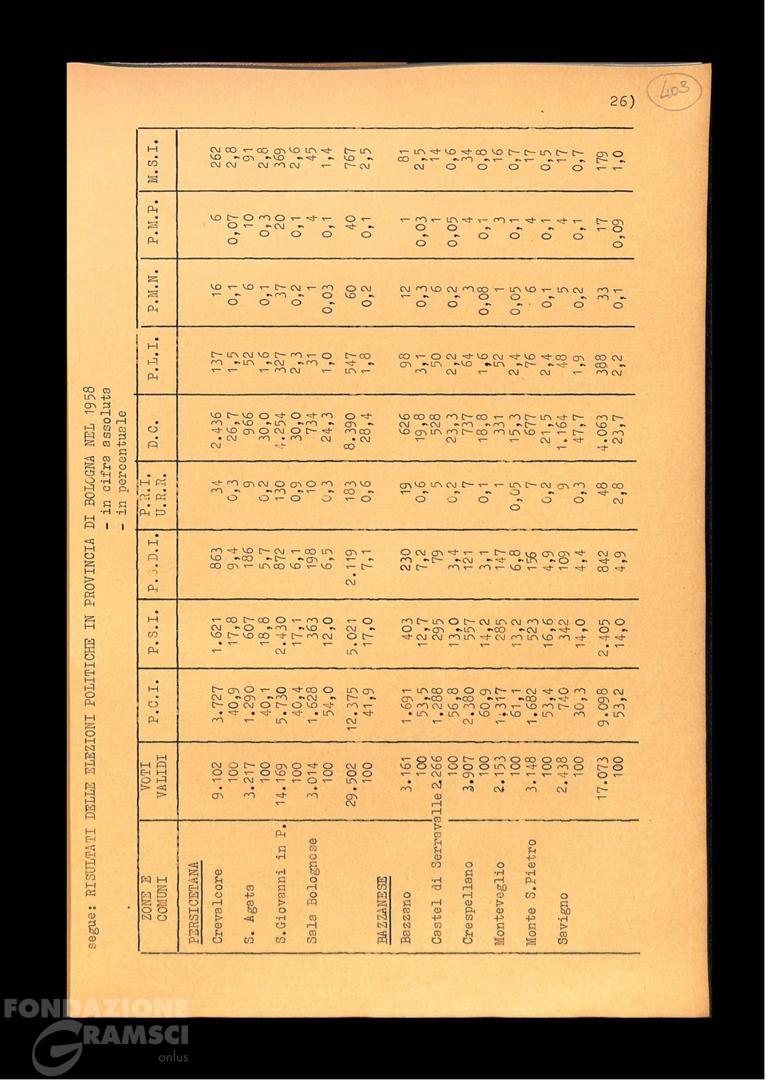 26)
403
segue: RISULTATI DELLE ELEZIONI POLITICHE IN PROVINCIA DI BOLOGNA NEL 1958
- in cifra assoluta
- in percentuale
ZONE E COMUNI VOTI VALIDI P.C.I. P.S.I. P.S.D.I. P.R.I. U.R.R. D.C. P.L.I. P.M.N. P.M.P. M.S.I.
PERSICETANA
Crevalcore 9.102 3.727 1.621 863 34 2.436 137 16 6 262
100 40,9 17,8 9,4 0,3 26,7 1,5 0,1 0,07 2,8
S. Agata 3.217 1.290 607 186 9 966 52 6 10 91
100 40,1 18,8 5,7 0,2 30,0 1,6 0,1 0,3 2,8
S.Giovanni in P. 14.169 5.730 2.430 872 130 4.254 327 37 20 369
100 40,4 17,1 6,1 0,9 30,0 2,3 0,2 0,1 2,6
Sala Bolognese 3.014 1.628 363 198 10 734 31 1 4 45
100 54,0 12,0 6,5 0,3 24,3 1,0 0,03 0,1 1,4
29.502 12.375 5.021 2.119 183 8.390 547 60 40 767
100 41,9 17,0 7,1 0,6 28,4 1,8 0,2 0,1 2,5
BAZZANESE
Bazzano 3.161 1.691 403 230 19 626 98 12 1 81
100 53,5 12,7 7,2 0,6 19,8 3,1 0,3 0,03 2,5
Castel di Serravalle 2.266 1.288 295 79 5 528 50 6 1 14
100 56,8 13,0 3,4 0,2 23,3 2,2 0,2 0,05 0,6
Crespellano 3.907 2.380 557 121 7 737 64 3 4 34
100 60,9 14,2 3,1 0,1 18,8 1,6 0,08 0,1 0,8
Monteveglio 2.153 1.317 285 147 1 331 52 1 3 16
100 61,1 13,2 6,8 0,05 15,3 2,4 0,05 0,1 0,7
Monte S.Pietro 3.148 1.682 523 156 7 677 76 6 4 17
100 53,4 16,6 4,9 0,2 21,5 2,4 0,1 0,1 0,5
Savigno 2.438 740 342 109 9 1.164 48 5 4 17
100 30,3 14,0 4,4 0,3 47,7 1,9 0,2 0,1 0,7
17.073 9.098 2.405 842 48 4.063 388 33 17 179
100 53,2 14,0 4,9 2,8 23,7 2,2 0,1 0,09 1,0
FONDAZIONE
GRAMSCI
onlus